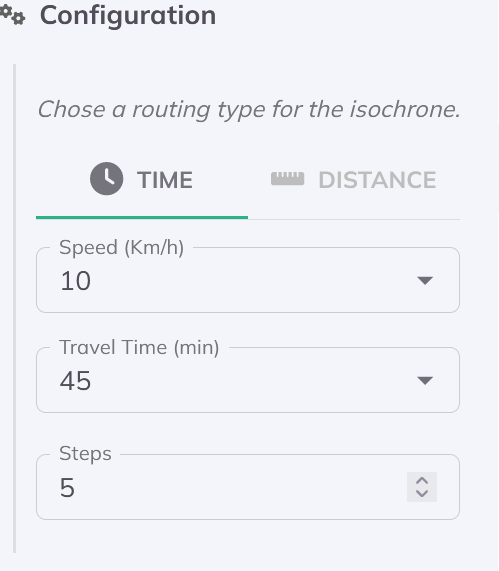 Configuration
Chose a routing type for the isochrone.
TIME
DISTANCE
Speed (Km/h)
10
Travel Time (min)
45
Steps
5